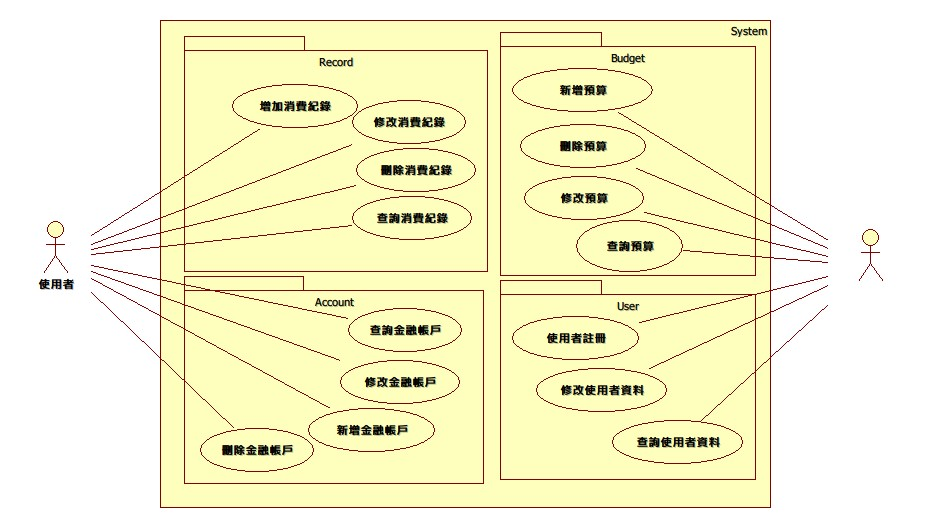 System
Record
增加消費紀錄
修改消費紀錄
刪除消費紀錄
查詢消費紀錄
Budget
新增預算
刪除預算
修改預算
查詢預算
使用者
Account
查詢金融帳戶
修改金融帳戶
新增金融帳戶
刪除金融帳戶
User
使用者註冊
修改使用者資料
查詢使用者資料